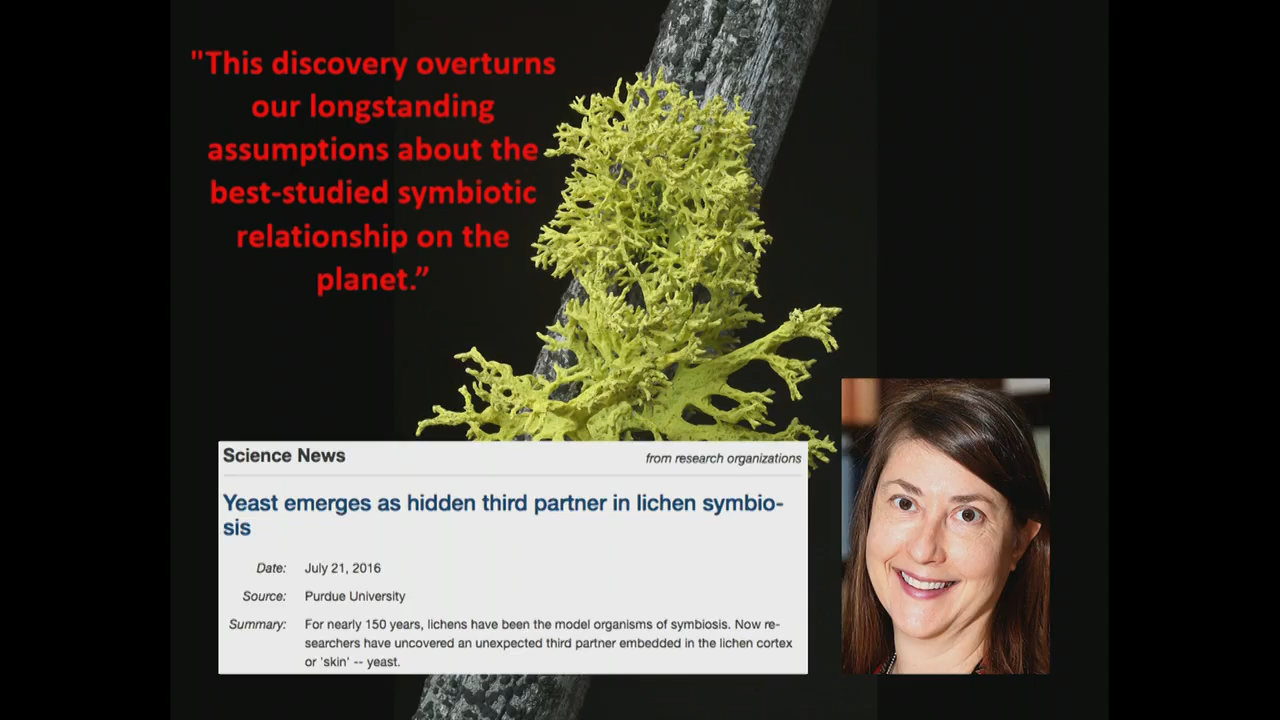 "This discovery overturns
our longstanding
assumptions about the
best-studied symbiotic
relationship on the
planet.”
Science News
from research organizations
Yeast emerges as hidden third partner in lichen symbio-
sis
Date: July 21, 2016
Source: Purdue University
Summary: For nearly 150 years, lichens have been the model organisms of symbiosis. Now re-
searchers have uncovered an unexpected third partner embedded in the lichen cortex
or 'skin' -- yeast.